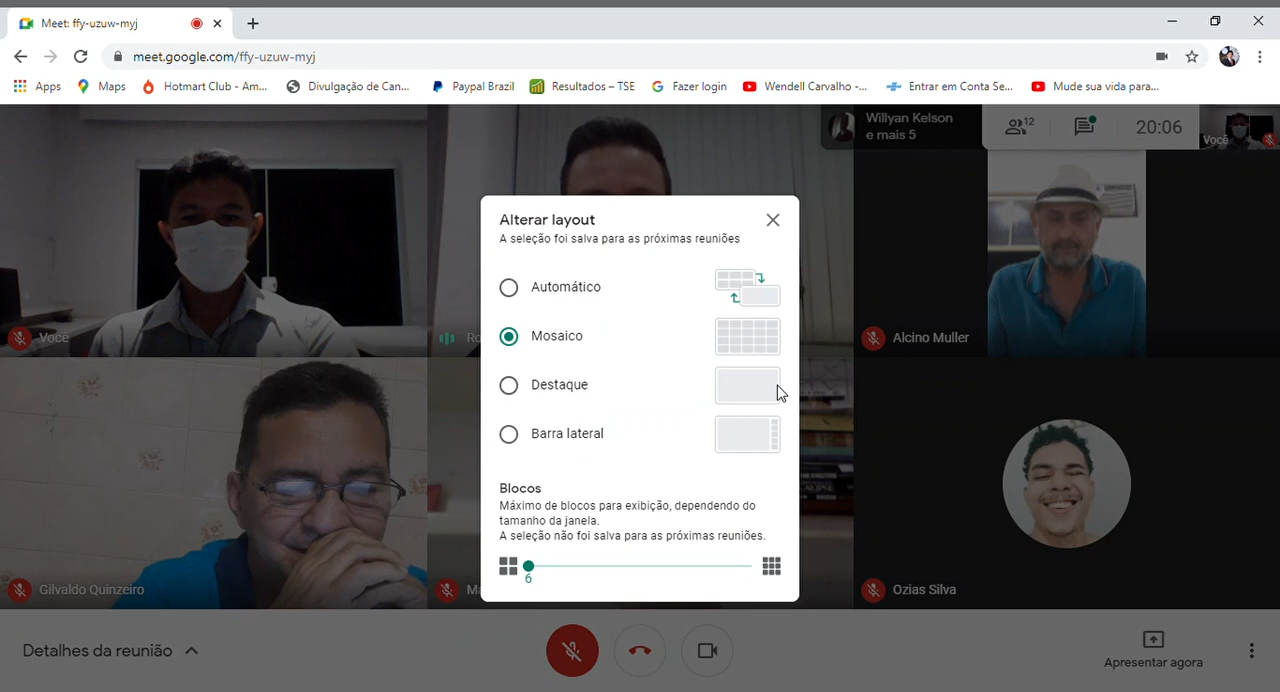 Meet: ffy-uzuw-myj
meet.google.com/ffy-uzuw-myj
Apps
Maps
Hotmart Club - Am...
Divulgação de Can...
Paypal Brazil
Resultados – TSE
Fazer login
Wendell Carvalho -...
Entrar em Conta Se...
Mude sua vida para...
Willyan Kelson
e mais 5
12
20:06
Você
Alterar layout
A seleção foi salva para as próximas reuniões
Automático
Mosaico
Destaque
Barra lateral
Blocos
Máximo de blocos para exibição, dependendo do
tamanho da janela.
A seleção não foi salva para as próximas reuniões.
6
Você
Ro
Alcino Muller
Gilvaldo Quinzeiro
Ozias Silva
Detalhes da reunião
Apresentar agora